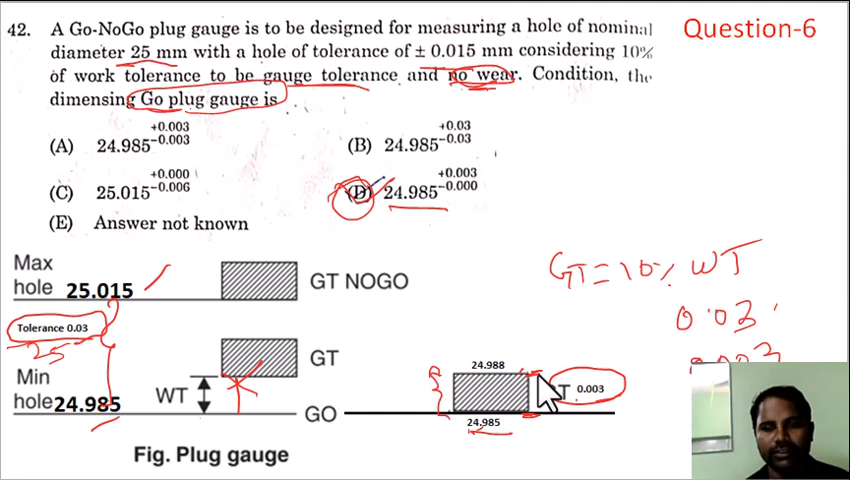 Question-6
42. A Go-NoGo plug gauge is to be designed for measuring a hole of nominal
diameter 25 mm with a hole of tolerance of ± 0.015 mm considering 10%
of work tolerance to be gauge tolerance and no wear. Condition, the
dimensing Go plug gauge is
(A) 24.985 +0.003 −0.003
(B) 24.985 +0.03 −0.03
(C) 25.015 +0.000 −0.006
(D) 24.985 +0.003 −0.000
(E) Answer not known
Max
hole 25.015
GT NOGO
GT = 10% WT
0.03
0.003
Tolerance 0.03
25
GT
Min
hole 24.985
WT
GO
24.988
T 0.003
24.985
Fig. Plug gauge